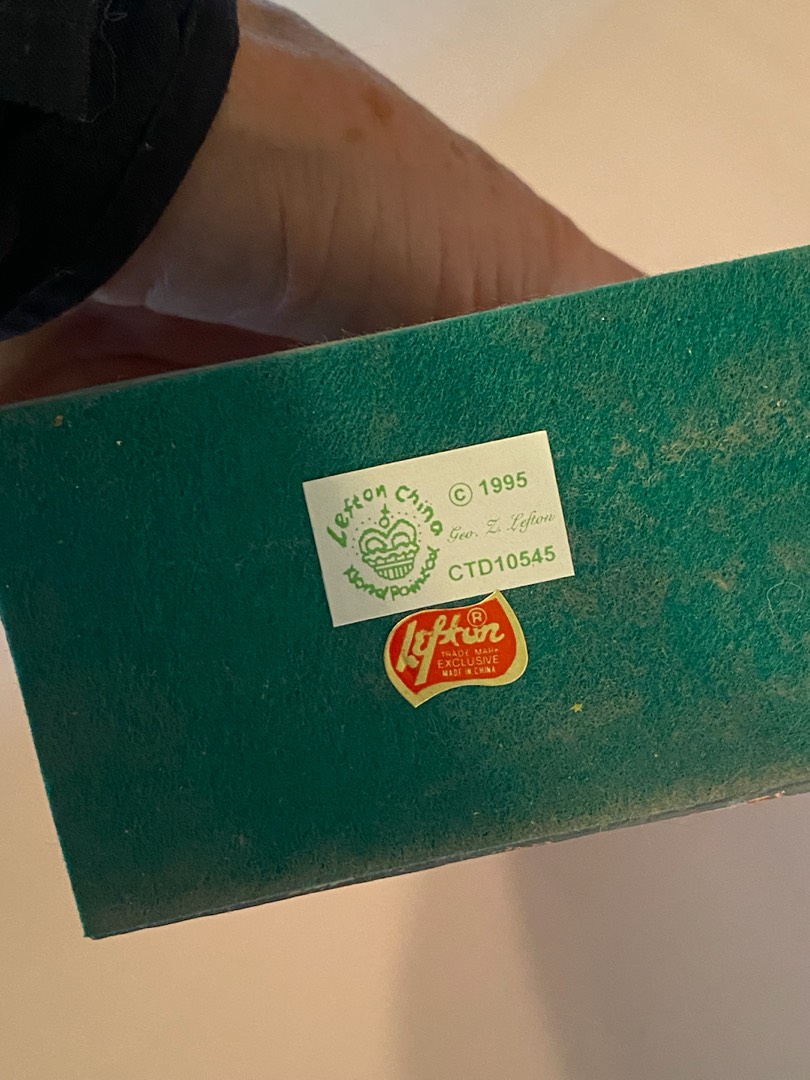 Lefton China
Hand Painted
© 1995
Geo. Z. Lefton
CTD10545
Lefton ®
TRADE MARK
EXCLUSIVE
MADE IN CHINA